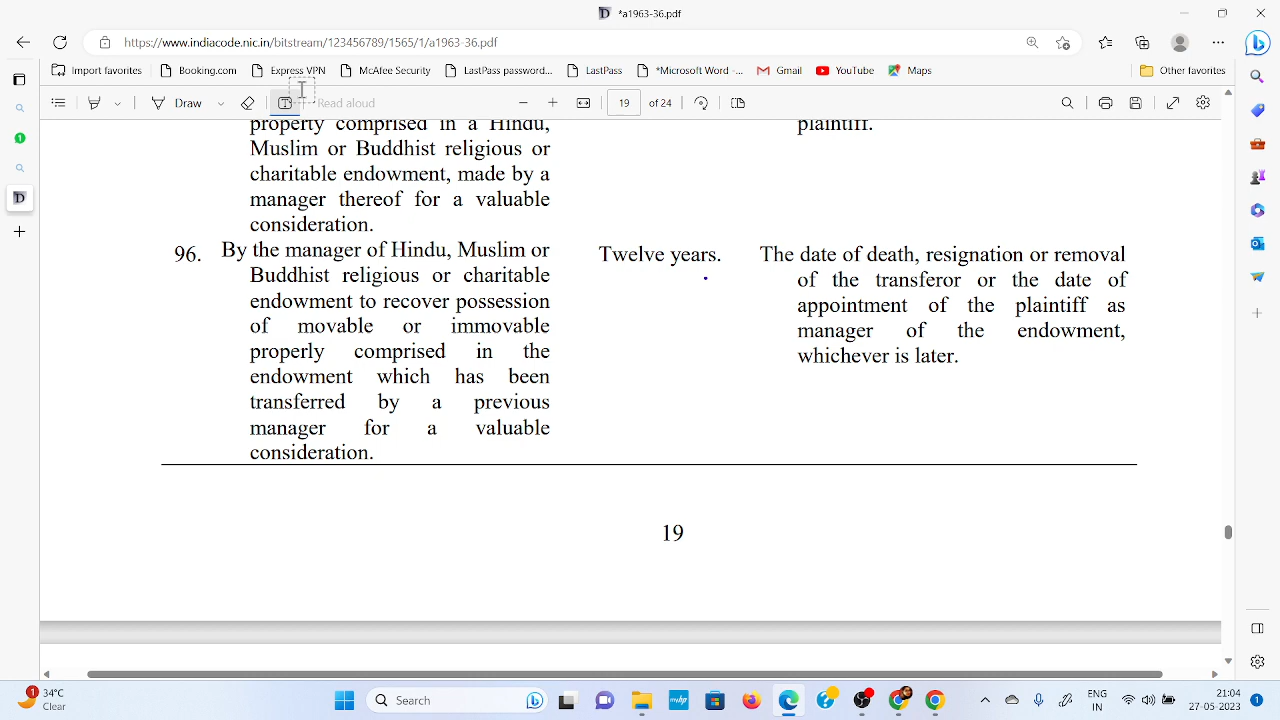 *a1963-36.pdf
https://www.indiacode.nic.in/bitstream/123456789/1565/1/a1963-36.pdf
Import favorites
Booking.com
Express VPN
McAfee Security
LastPass password...
LastPass
*Microsoft Word -...
Gmail
YouTube
Maps
Other favorites
Draw
Read aloud
19
of 24
property comprised in a Hindu,
Muslim or Buddhist religious or
charitable endowment, made by a
manager thereof for a valuable
consideration.
plaintiff.
96. By the manager of Hindu, Muslim or
Buddhist religious or charitable
endowment to recover possession
of movable or immovable
properly comprised in the
endowment which has been
transferred by a previous
manager for a valuable
consideration.
Twelve years.
The date of death, resignation or removal
of the transferor or the date of
appointment of the plaintiff as
manager of the endowment,
whichever is later.
19
1
34°C
Clear
Search
ENG
IN
21:04
27-05-2023
1